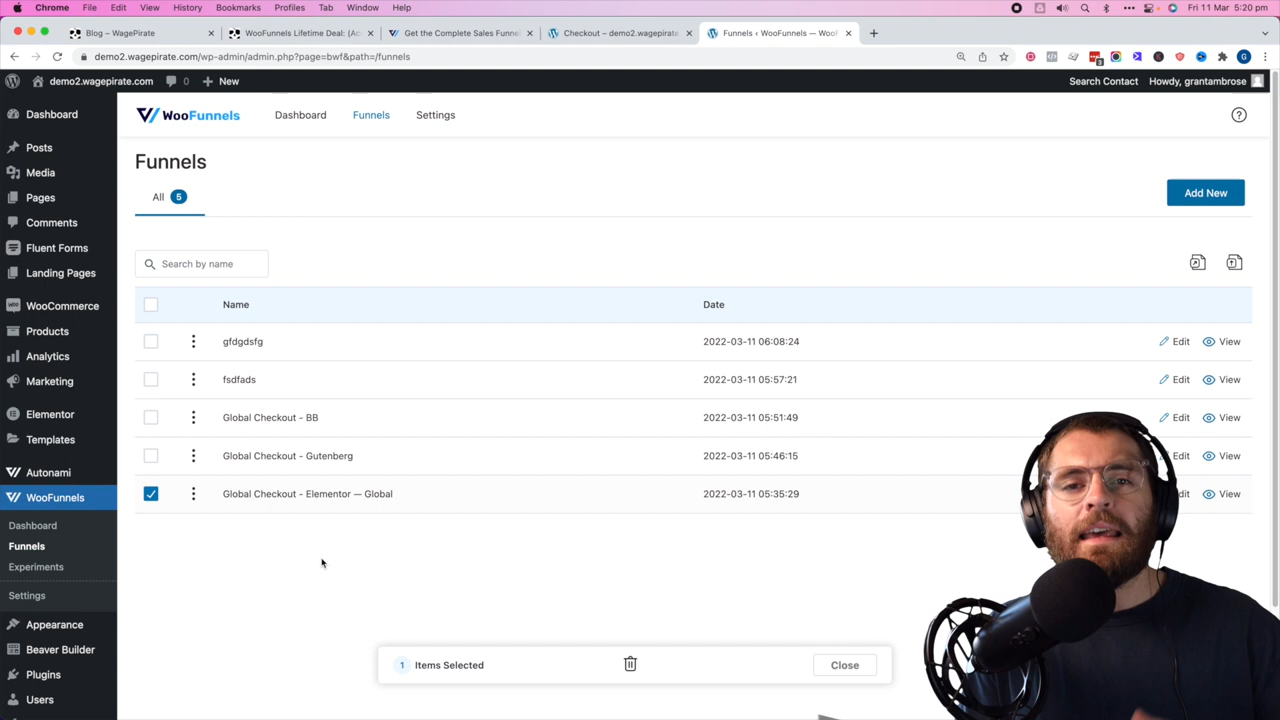 Chrome File Edit View History Bookmarks Profiles Tab Window Help Fri 11 Mar 5:20 pm
Blog – WagePirate WooFunnels Lifetime Deal: (Ac Get the Complete Sales Funne Checkout – demo2.wagepirate. Funnels ‹ WooFunnels — WooF
demo2.wagepirate.com/wp-admin/admin.php?page=bwf&path=/funnels 3 G
demo2.wagepirate.com 0 New Search Contact Howdy, grantambrose
Dashboard
Posts
Media
Pages
Comments
Fluent Forms
Landing Pages
WooCommerce
Products
Analytics
Marketing
Elementor
Templates
Autonami
WooFunnels
Dashboard
Funnels
Experiments
Settings
Appearance
Beaver Builder
Plugins
Users
WooFunnels Dashboard Funnels Settings
Funnels
All 5
Add New
Search by name
Name Date
gfdgdsfg 2022-03-11 06:08:24 Edit View
fsdfads 2022-03-11 05:57:21 Edit View
Global Checkout - BB 2022-03-11 05:51:49 Edit View
Global Checkout - Gutenberg 2022-03-11 05:46:15 Edit View
Global Checkout - Elementor — Global 2022-03-11 05:35:29 Edit View
1 Items Selected Close